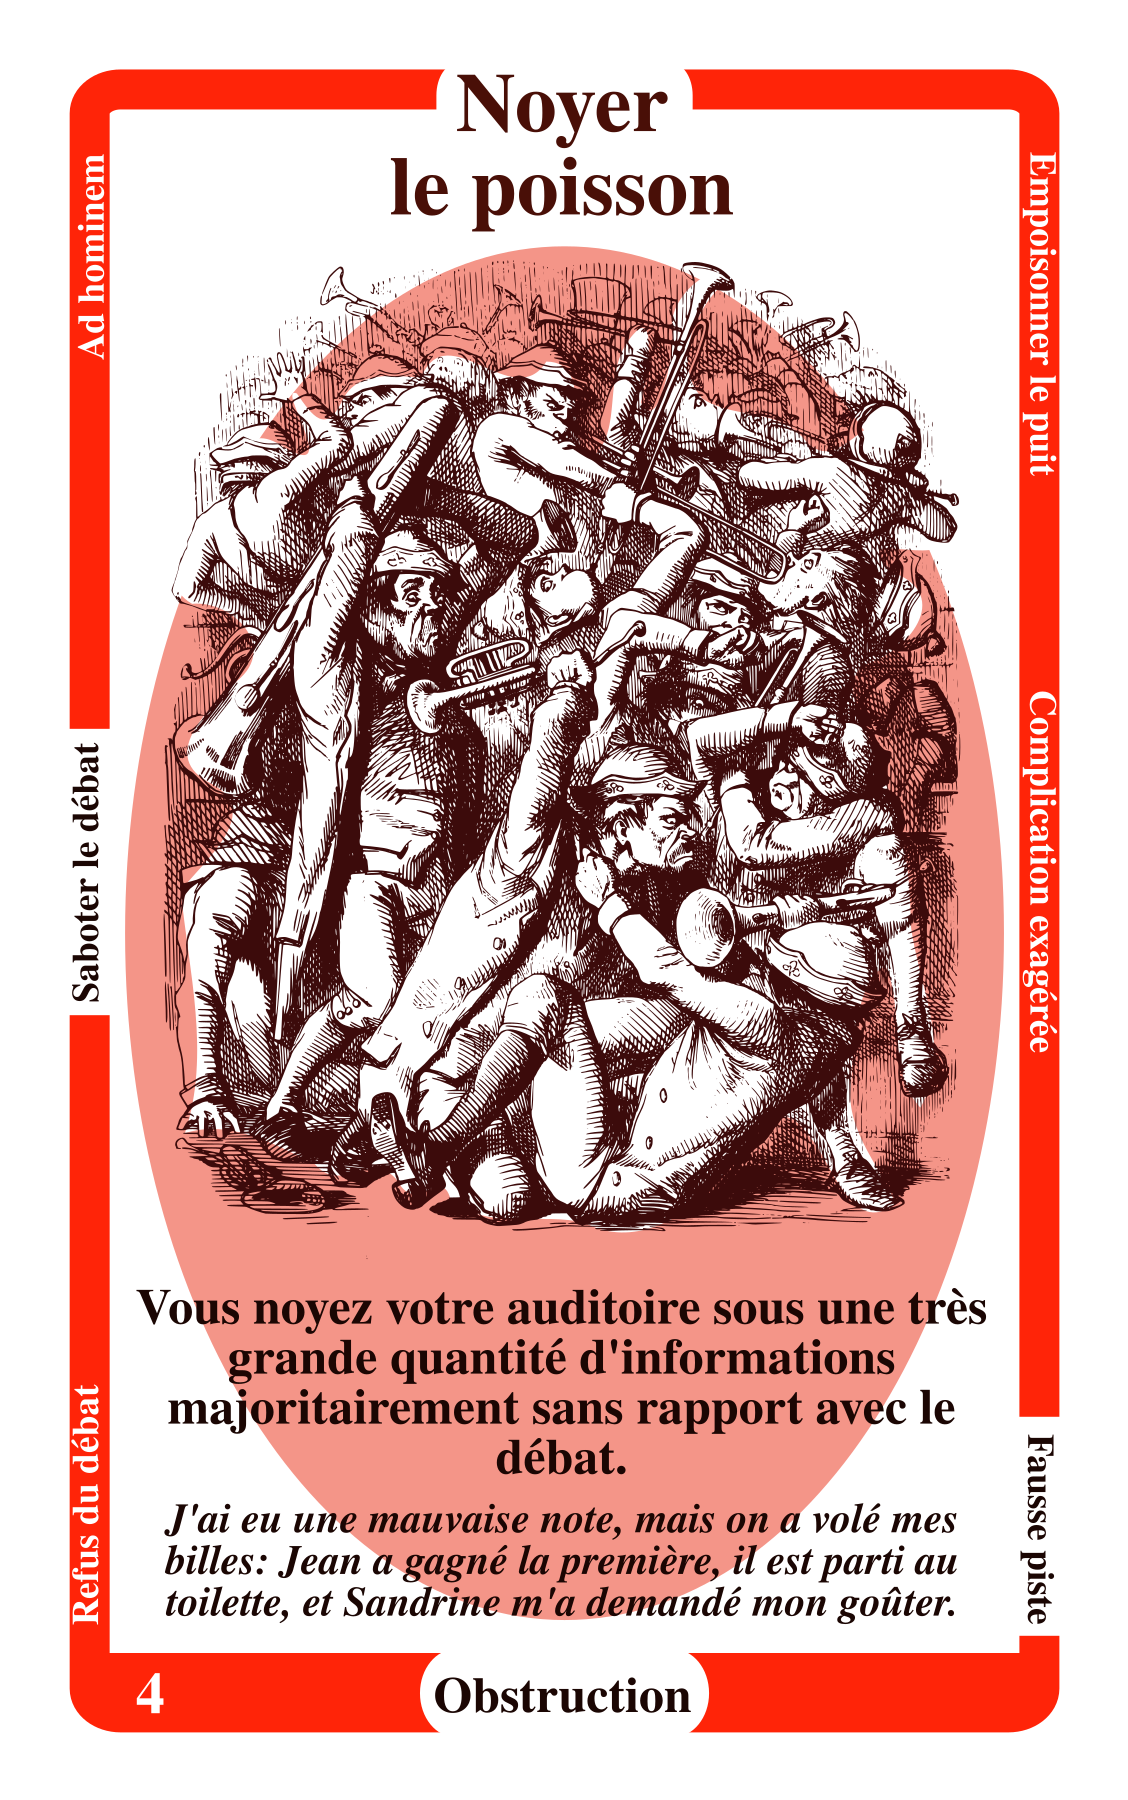 Noyer
le poisson
Ad hominem
Saboter le débat
Refus du débat
Empoisonner le puit
Complication exagérée
Fausse piste
Vous noyez votre auditoire sous une très
grande quantité d'informations
majoritairement sans rapport avec le
débat.
J'ai eu une mauvaise note, mais on a volé mes
billes: Jean a gagné la première, il est parti au
toilette, et Sandrine m'a demandé mon goûter.
4
Obstruction